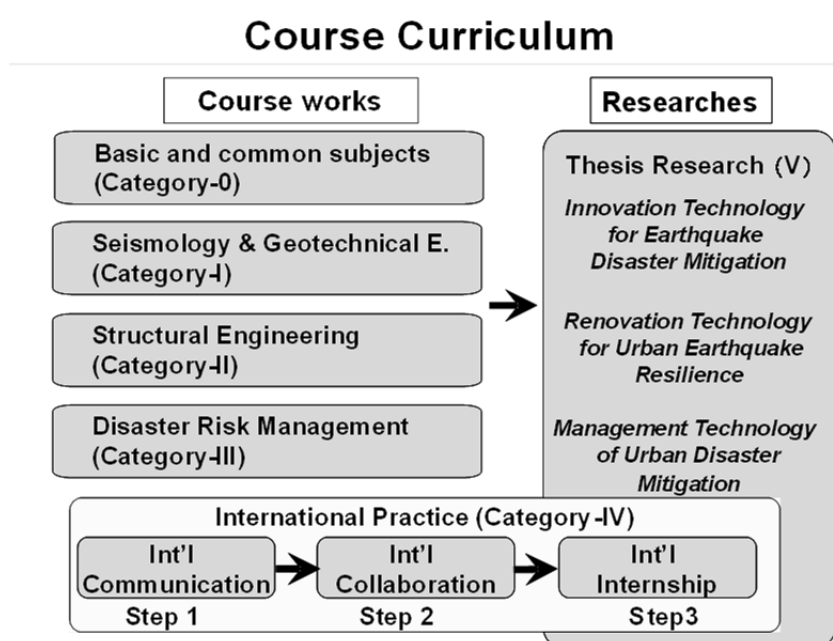 Course Curriculum
Course works
Basic and common subjects
(Category-0)
Seismology & Geotechnical E.
(Category-I)
Structural Engineering
(Category-II)
Disaster Risk Management
(Category-III)
Researches
Thesis Research (V)
Innovation Technology
for Earthquake
Disaster Mitigation
Renovation Technology
for Urban Earthquake
Resilience
Management Technology
of Urban Disaster
Mitigation
International Practice (Category-IV)
Int'l
Communication
Step 1
Int'l
Collaboration
Step 2
Int'l
Internship
Step3